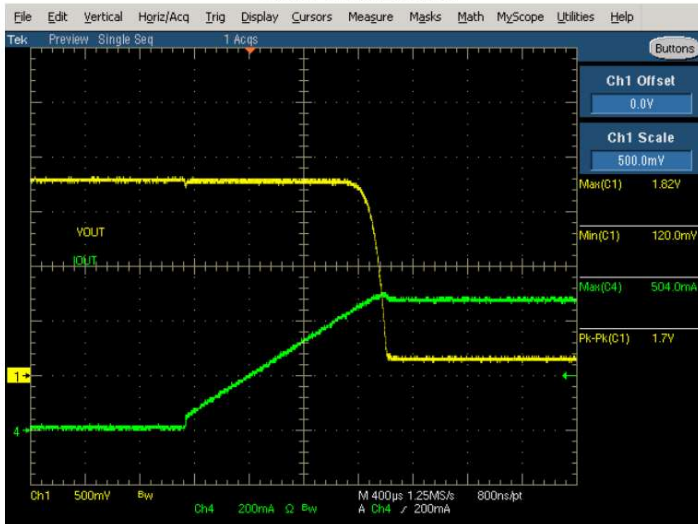 File Edit Vertical Horiz/Acq Trig Display Cursors Measure Masks Math MyScope Utilities Help
Tek Preview Single Seq 1 Acqs Buttons
Ch1 Offset
0.0V
Ch1 Scale
500.0mV
Max(C1) 1.82V
VOUT
Min(C1) 120.0mV
IOUT
Max(C4) 504.0mA
Pk-Pk(C1) 1.7V
1
4
Ch1 500mV Bw M 400µs 1.25MS/s 800ns/pt
Ch4 200mA Ω Bw A Ch4 ∕ 200mA